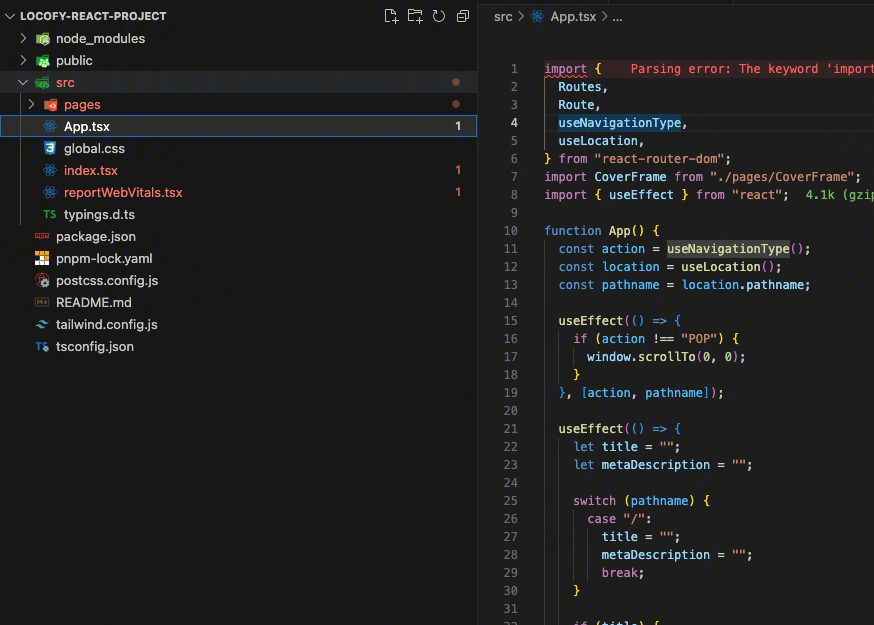 LOCOFY-REACT-PROJECT
node_modules
public
src
pages
App.tsx 1
global.css
index.tsx 1
reportWebVitals.tsx 1
TS typings.d.ts
package.json
pnpm-lock.yaml
postcss.config.js
README.md
tailwind.config.js
TS tsconfig.json
src > App.tsx > ...
1 import { Parsing error: The keyword 'import
2 Routes,
3 Route,
4 useNavigationType,
5 useLocation,
6 } from "react-router-dom";
7 import CoverFrame from "./pages/CoverFrame";
8 import { useEffect } from "react"; 4.1k (gzip
9
10 function App() {
11 const action = useNavigationType();
12 const location = useLocation();
13 const pathname = location.pathname;
14
15 useEffect(() => {
16 if (action !== "POP") {
17 window.scrollTo(0, 0);
18 }
19 }, [action, pathname]);
20
21 useEffect(() => {
22 let title = "";
23 let metaDescription = "";
24
25 switch (pathname) {
26 case "/":
27 title = "";
28 metaDescription = "";
29 break;
30 }
31
32 if (title) {